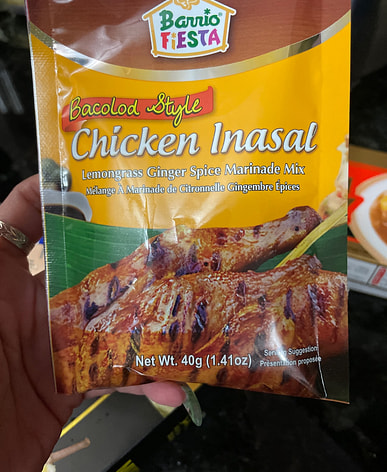 Barrio
FIESTA
Bacolod Style
Chicken Inasal
Lemongrass Ginger Spice Marinade Mix
Mélange À Marinade de Citronnelle Gingembre Épices
Net Wt. 40g (1.41oz)
Serving Suggestion
Présentation proposée